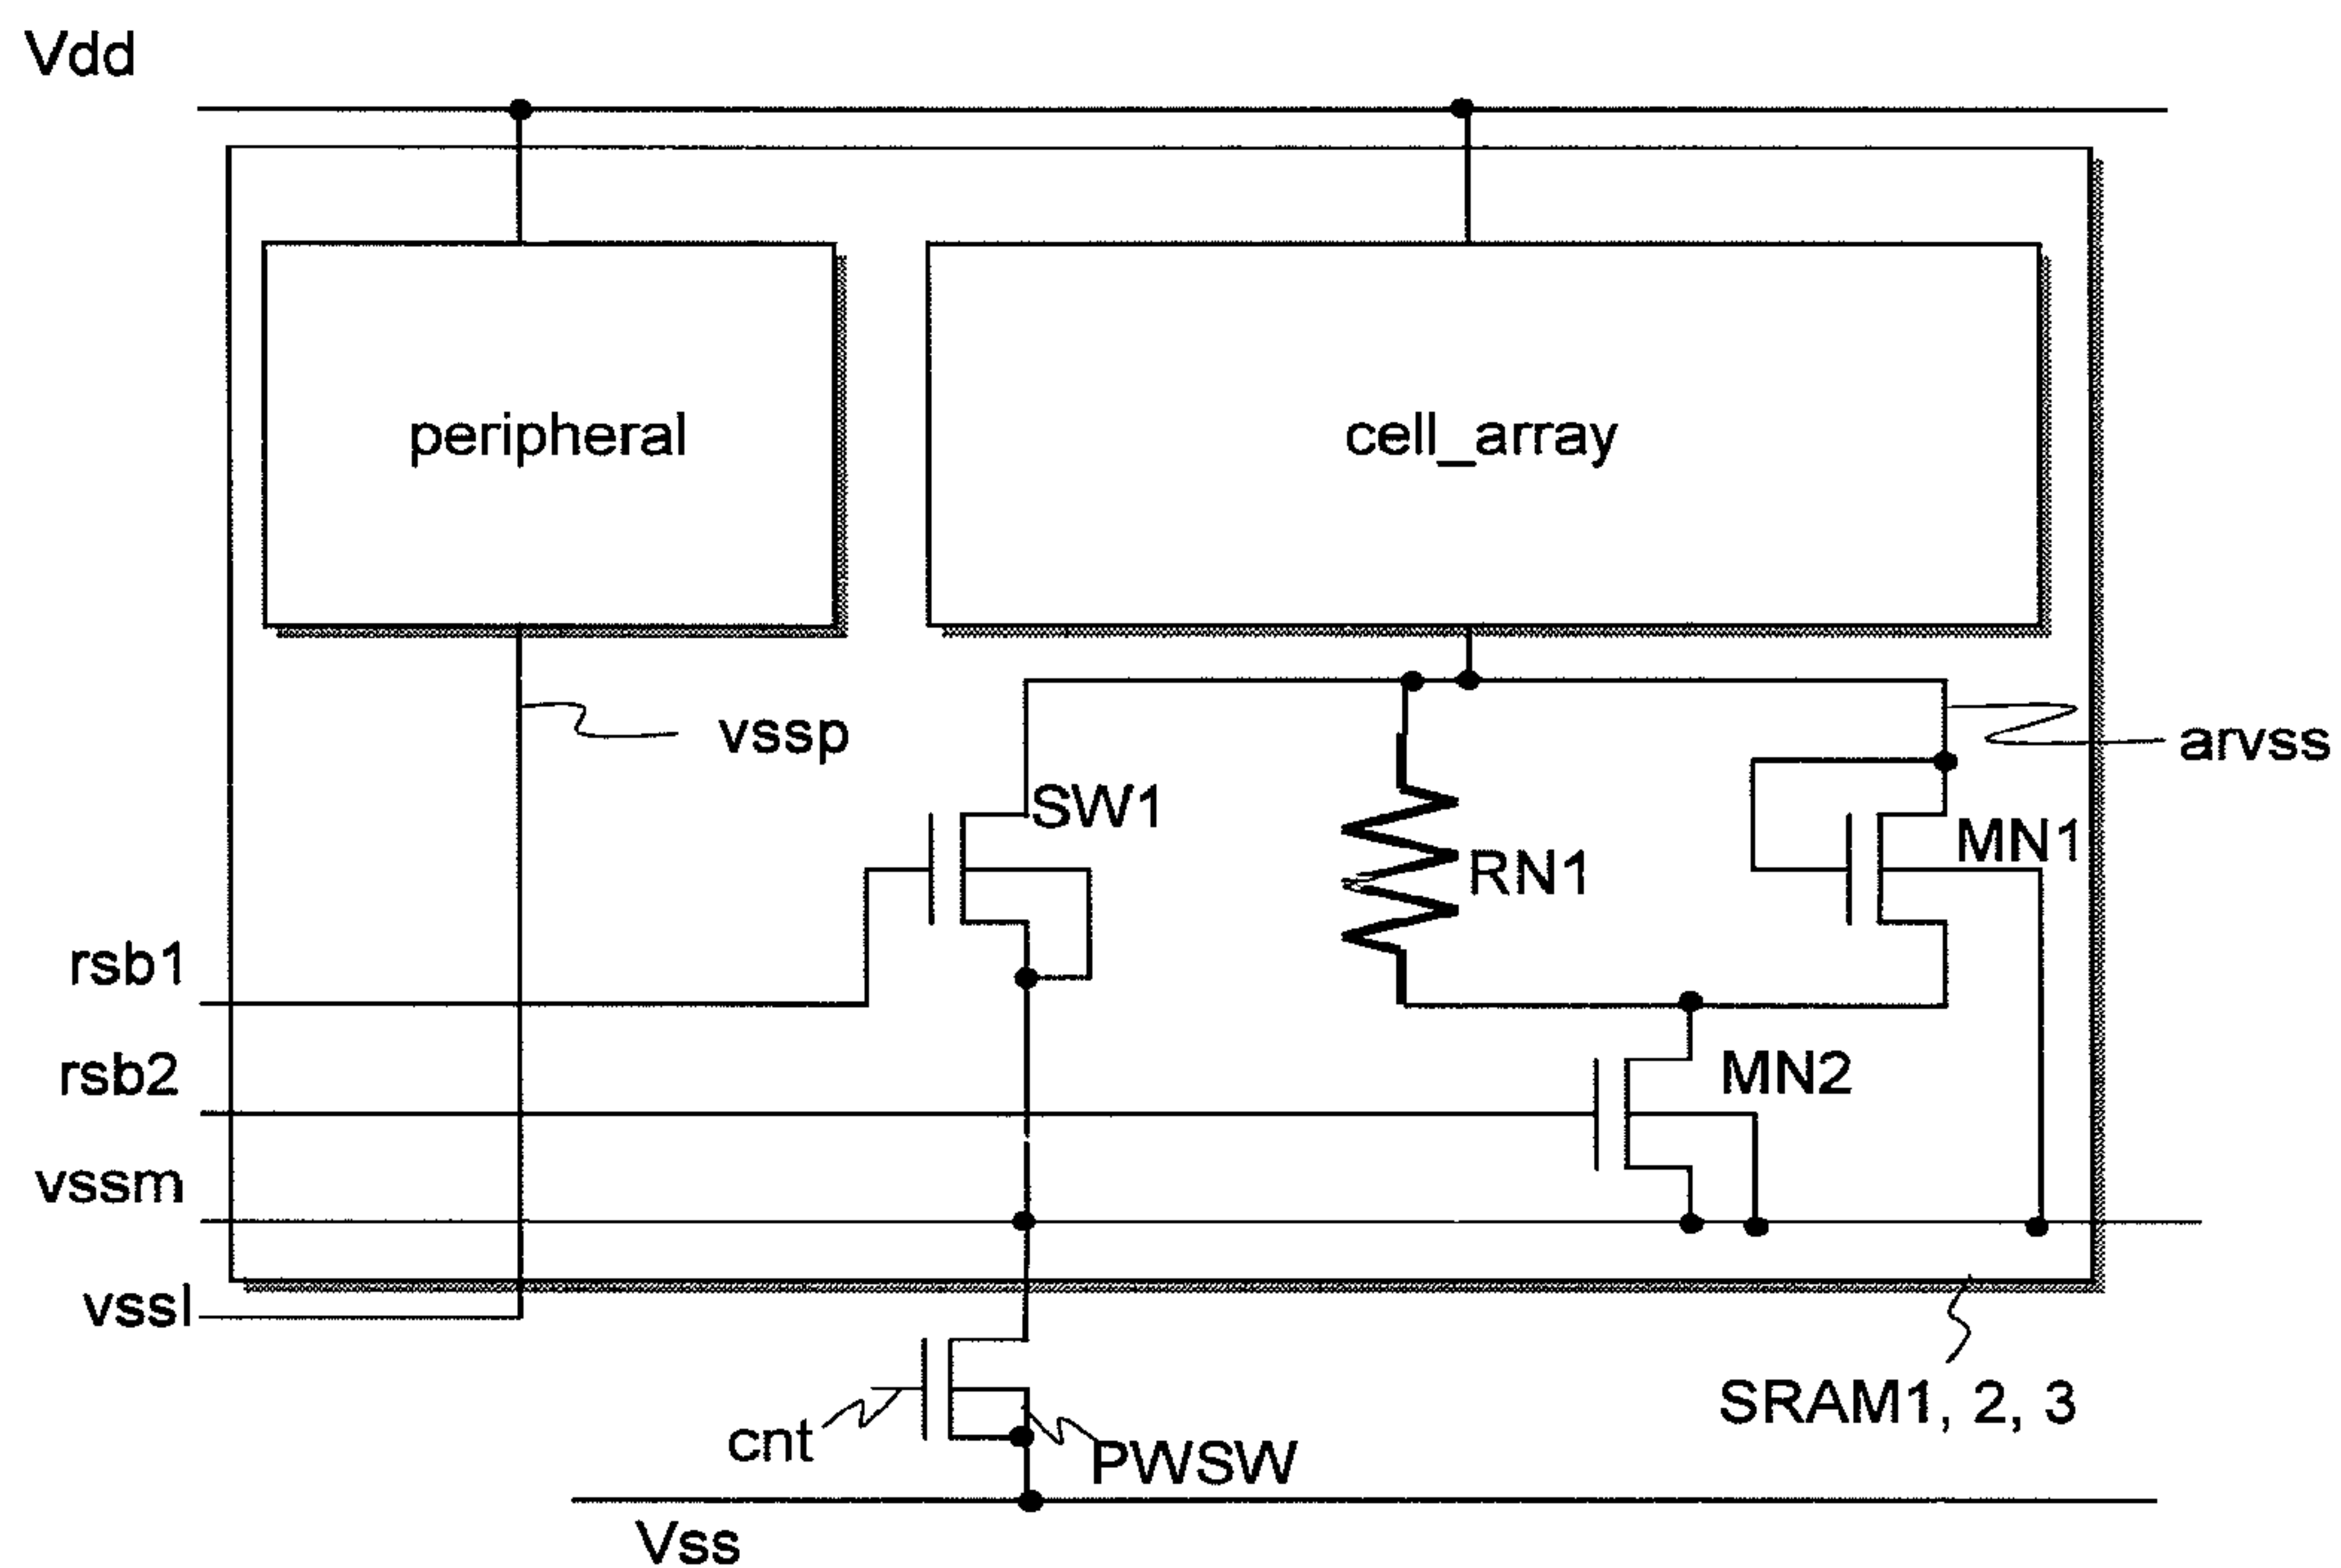 Vdd
peripheral
cell_array
vssp
arvss
SW1
MN1
RN1
rsb1
rsb2
MN2
vssm
vssl
SRAM1, 2, 3
cnt
PWSW
Vss